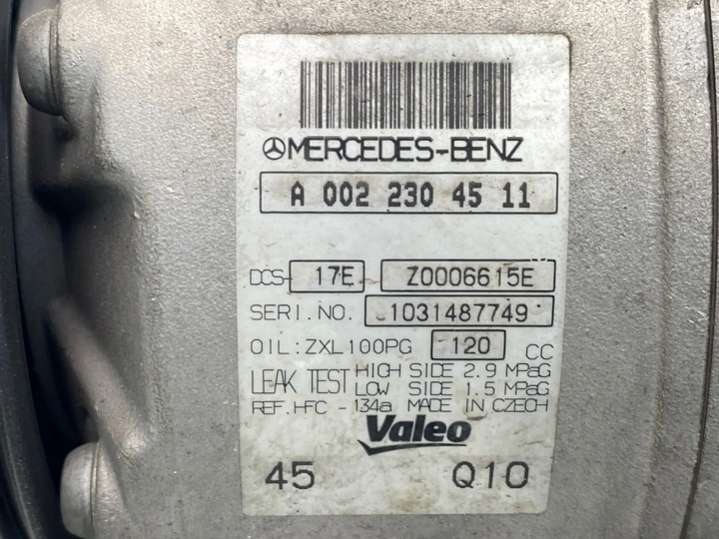 MERCEDES-BENZ
A 002 230 45 11
DCS- 17E Z0006615E
SERI.NO. 1031487749
OIL:ZXL100PG 120 CC
LEAK TEST HIGH SIDE 2.9 MPaG
LOW SIDE 1.5 MPaG
REF.HFC -134a MADE IN CZECH
Valeo
45 Q10